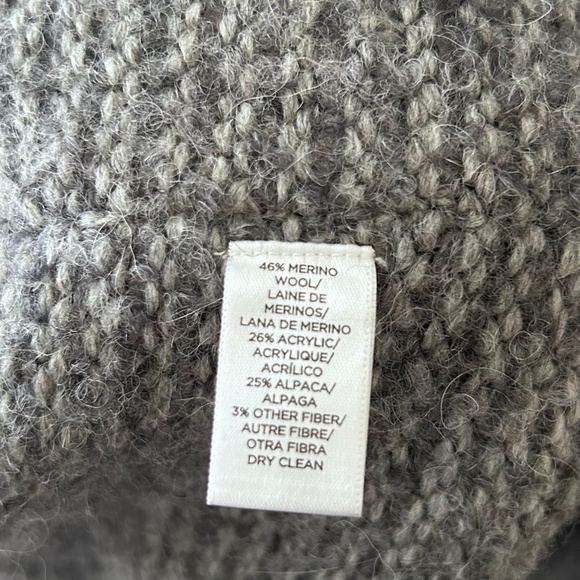 46% MERINO
WOOL/
LAINE DE
MERINOS/
LANA DE MERINO
26% ACRYLIC/
ACRYLIQUE/
ACRÍLICO
25% ALPACA/
ALPAGA
3% OTHER FIBER/
AUTRE FIBRE/
OTRA FIBRA
DRY CLEAN